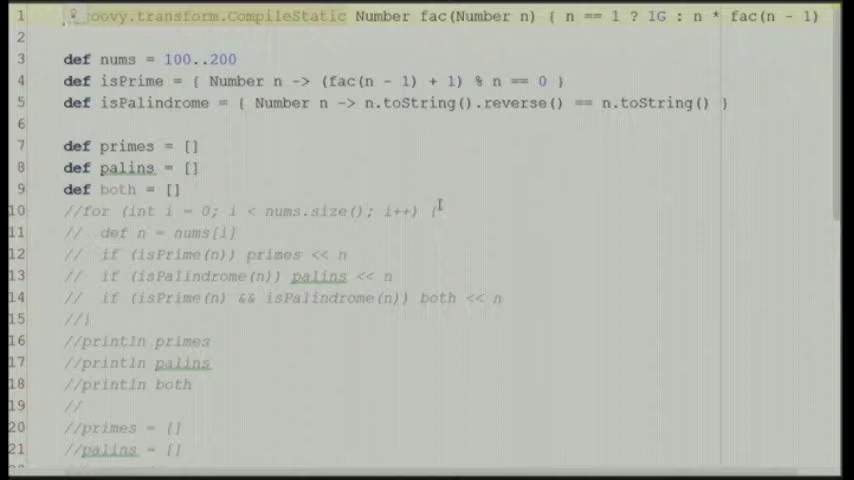 1 roovy.transform.CompileStatic Number fac(Number n) { n == 1 ? 1G : n * fac(n - 1) }
2
3 def nums = 100..200
4 def isPrime = { Number n -> (fac(n - 1) + 1) % n == 0 }
5 def isPalindrome = { Number n -> n.toString().reverse() == n.toString() }
6
7 def primes = []
8 def palins = []
9 def both = []
10 //for (int i = 0; i < nums.size(); i++) {
11 //  def n = nums[i]
12 //  if (isPrime(n)) primes << n
13 //  if (isPalindrome(n)) palins << n
14 //  if (isPrime(n) && isPalindrome(n)) both << n
15 //}
16 //println primes
17 //println palins
18 //println both
19 //
20 //primes = []
21 //palins = []